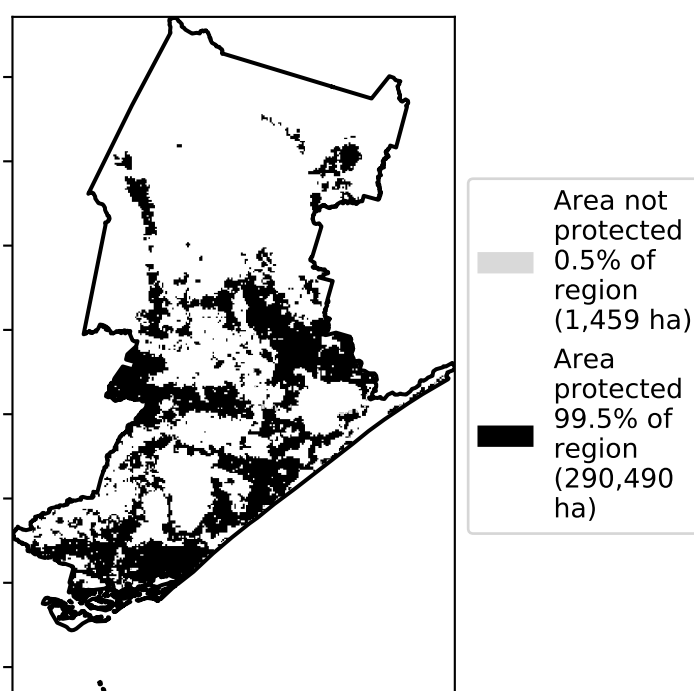 Area not
protected
0.5% of
region
(1,459 ha)
Area
protected
99.5% of
region
(290,490
ha)